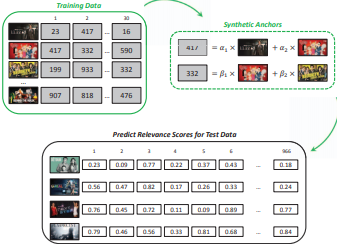 Training Data
1 2 30
23 417 ... 16
417 332 ... 590
199 933 ... 332
...
907 818 ... 476
Synthetic Anchors
417 = α₁ × + α₂ ×
332 = β₁ × + β₂ ×
Predict Relevance Scores for Test Data
1 2 3 4 5 6 966
0.23 0.09 0.77 0.22 0.37 0.43 ... 0.18
0.56 0.47 0.82 0.17 0.26 0.33 ... 0.24
0.76 0.45 0.72 0.11 0.09 0.89 ... 0.77
0.79 0.46 0.56 0.33 0.81 0.68 ... 0.84